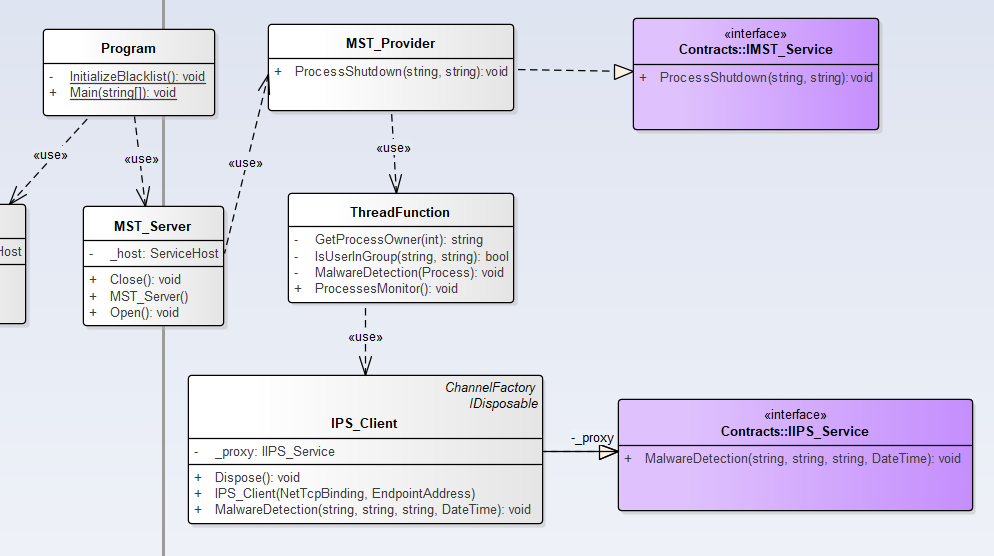 Program
- InitializeBlacklist(): void
+ Main(string[]): void
MST_Provider
+ ProcessShutdown(string, string): void
«interface»
Contracts::IMST_Service
+ ProcessShutdown(string, string): void
«use»
«use»
«use»
«use»
Host
MST_Server
- _host: ServiceHost
+ Close(): void
+ MST_Server()
+ Open(): void
ThreadFunction
- GetProcessOwner(int): string
- IsUserInGroup(string, string): bool
- MalwareDetection(Process): void
+ ProcessesMonitor(): void
«use»
ChannelFactory
IDisposable
IPS_Client
- _proxy: IIPS_Service
+ Dispose(): void
+ IPS_Client(NetTcpBinding, EndpointAddress)
+ MalwareDetection(string, string, string, DateTime): void
-_proxy
«interface»
Contracts::IIPS_Service
+ MalwareDetection(string, string, string, DateTime): void